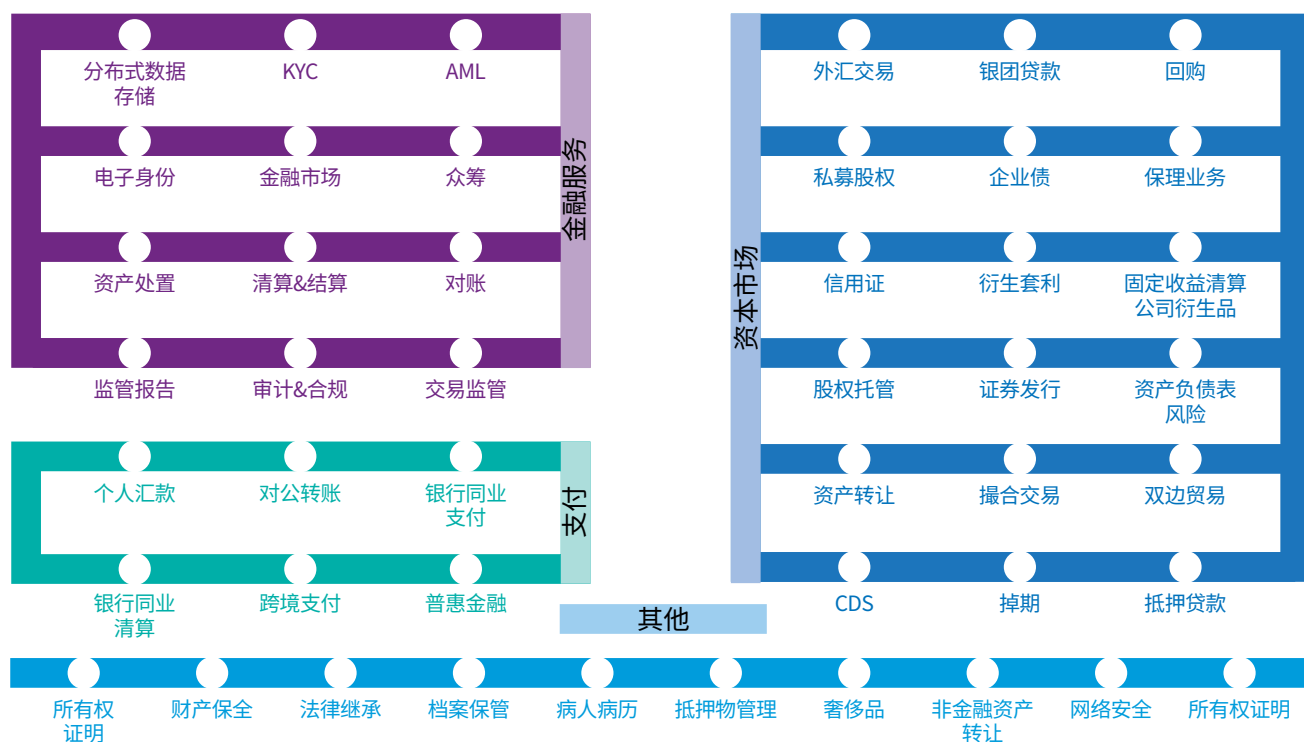 分布式数据
存储
KYC
AML
电子身份
金融市场
众筹
资产处置
清算&结算
对账
监管报告
审计&合规
交易监管
金融服务
个人汇款
对公转账
银行同业
支付
银行同业
清算
跨境支付
普惠金融
支付
资本市场
外汇交易
银团贷款
回购
私募股权
企业债
保理业务
信用证
衍生套利
固定收益清算
公司衍生品
股权托管
证券发行
资产负债表
风险
资产转让
撮合交易
双边贸易
CDS
掉期
抵押贷款
其他
所有权
证明
财产保全
法律继承
档案保管
病人病历
抵押物管理
奢侈品
非金融资产
转让
网络安全
所有权证明